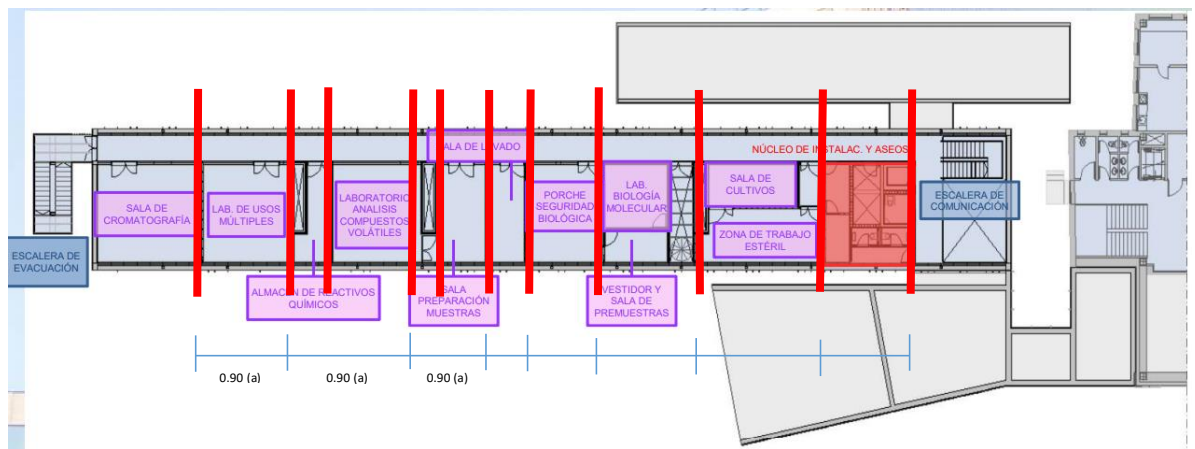 SALA DE LAVADO
NÚCLEO DE INSTALAC. Y ASEOS
SALA DE
CROMATOGRAFÍA
LAB. DE USOS
MÚLTIPLES
LABORATORIO
ANALISIS
COMPUESTOS
VOLÁTILES
PORCHE
SEGURIDAD
BIOLÓGICA
LAB.
BIOLOGÍA
MOLECULAR
SALA DE
CULTIVOS
ZONA DE TRABAJO
ESTÉRIL
ESCALERA DE
COMUNICACIÓN
ESCALERA DE
EVACUACIÓN
ALMACÉN DE REACTIVOS
QUÍMICOS
SALA
PREPARACIÓN
MUESTRAS
VESTIDOR Y
SALA DE
PREMUESTRAS
0.90 (a)
0.90 (a)
0.90 (a)